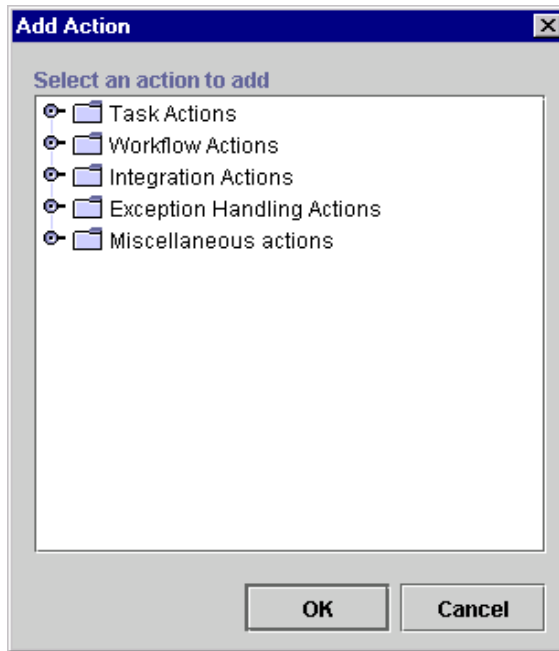 Add Action
Select an action to add
Task Actions
Workflow Actions
Integration Actions
Exception Handling Actions
Miscellaneous actions
OK
Cancel